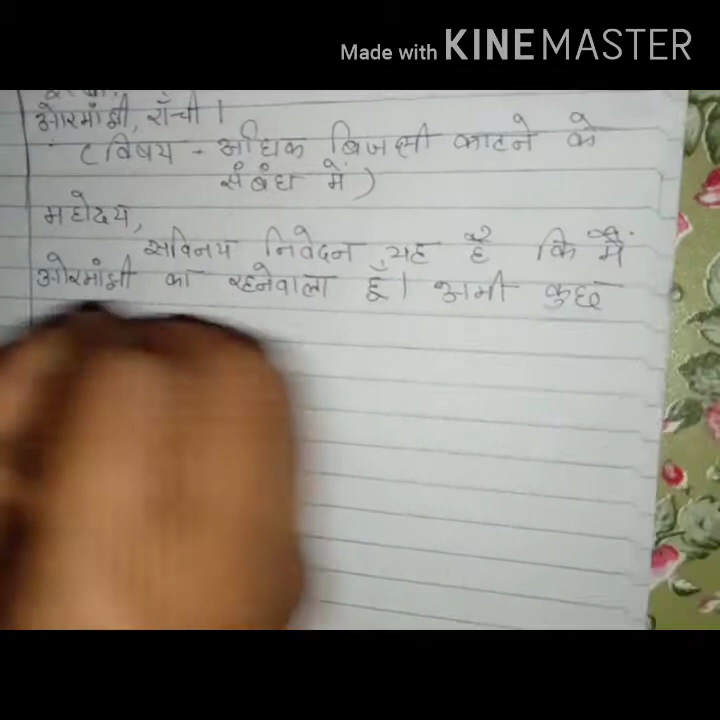 Made with KINEMASTER
ओरमांझी, राँची।
(विषय - अधिक बिजली काटने के
संबंध में)
महोदय,
सविनय निवेदन यह है कि मैं
ओरमांझी का रहनेवाला हूँ। अभी कुछ